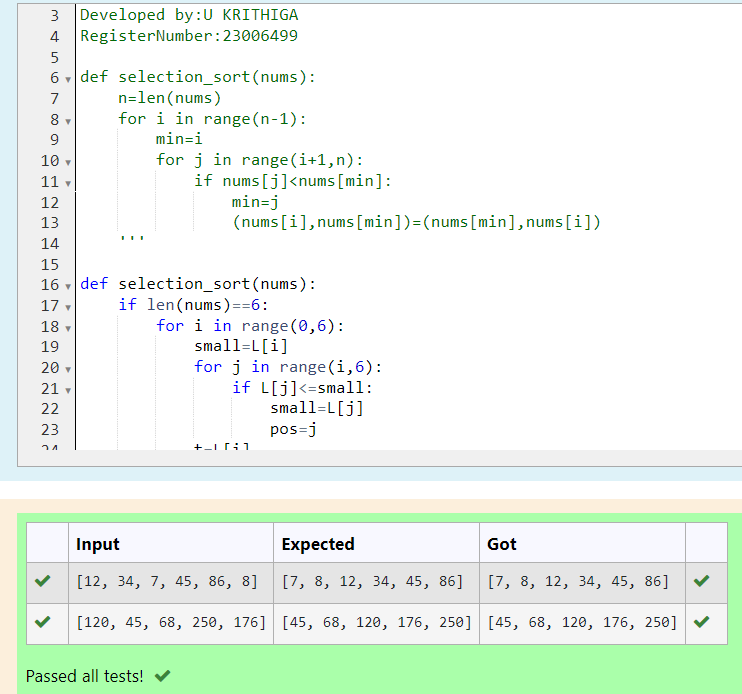 3 Developed by:U KRITHIGA
4 RegisterNumber:23006499
5
6 def selection_sort(nums):
7     n=len(nums)
8     for i in range(n-1):
9         min=i
10         for j in range(i+1,n):
11             if nums[j]<nums[min]:
12                 min=j
13                 (nums[i],nums[min])=(nums[min],nums[i])
14     '''
15
16 def selection_sort(nums):
17     if len(nums)==6:
18         for i in range(0,6):
19             small=L[i]
20             for j in range(i,6):
21                 if L[j]<=small:
22                     small=L[j]
23                     pos=j
24             t=L[i]
Input Expected Got
[12, 34, 7, 45, 86, 8] [7, 8, 12, 34, 45, 86] [7, 8, 12, 34, 45, 86]
[120, 45, 68, 250, 176] [45, 68, 120, 176, 250] [45, 68, 120, 176, 250]
Passed all tests!